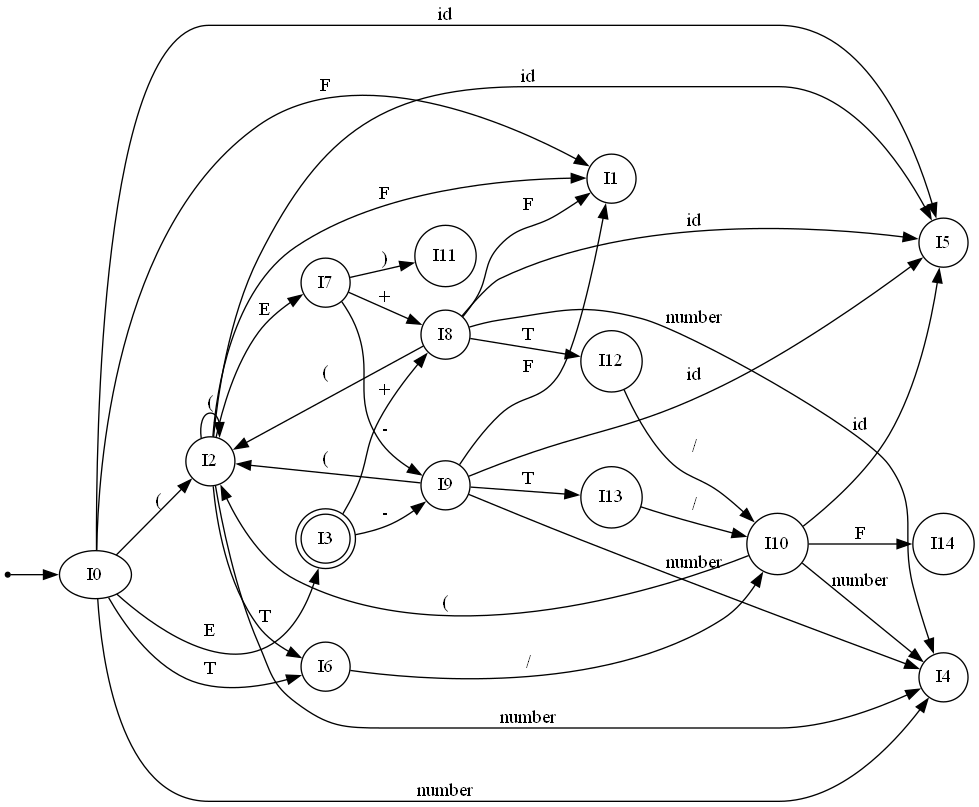 id
F
id
I1
F
F
id
I5
)
I11
I7
+
E
I8
number
T
I12
F
(
id
+
(
id
-
/
(
I2
I9
T
I13
/
(
-
I3
I10
F
I14
I0
number
number
(
T
E
/
T
I6
I4
number
number